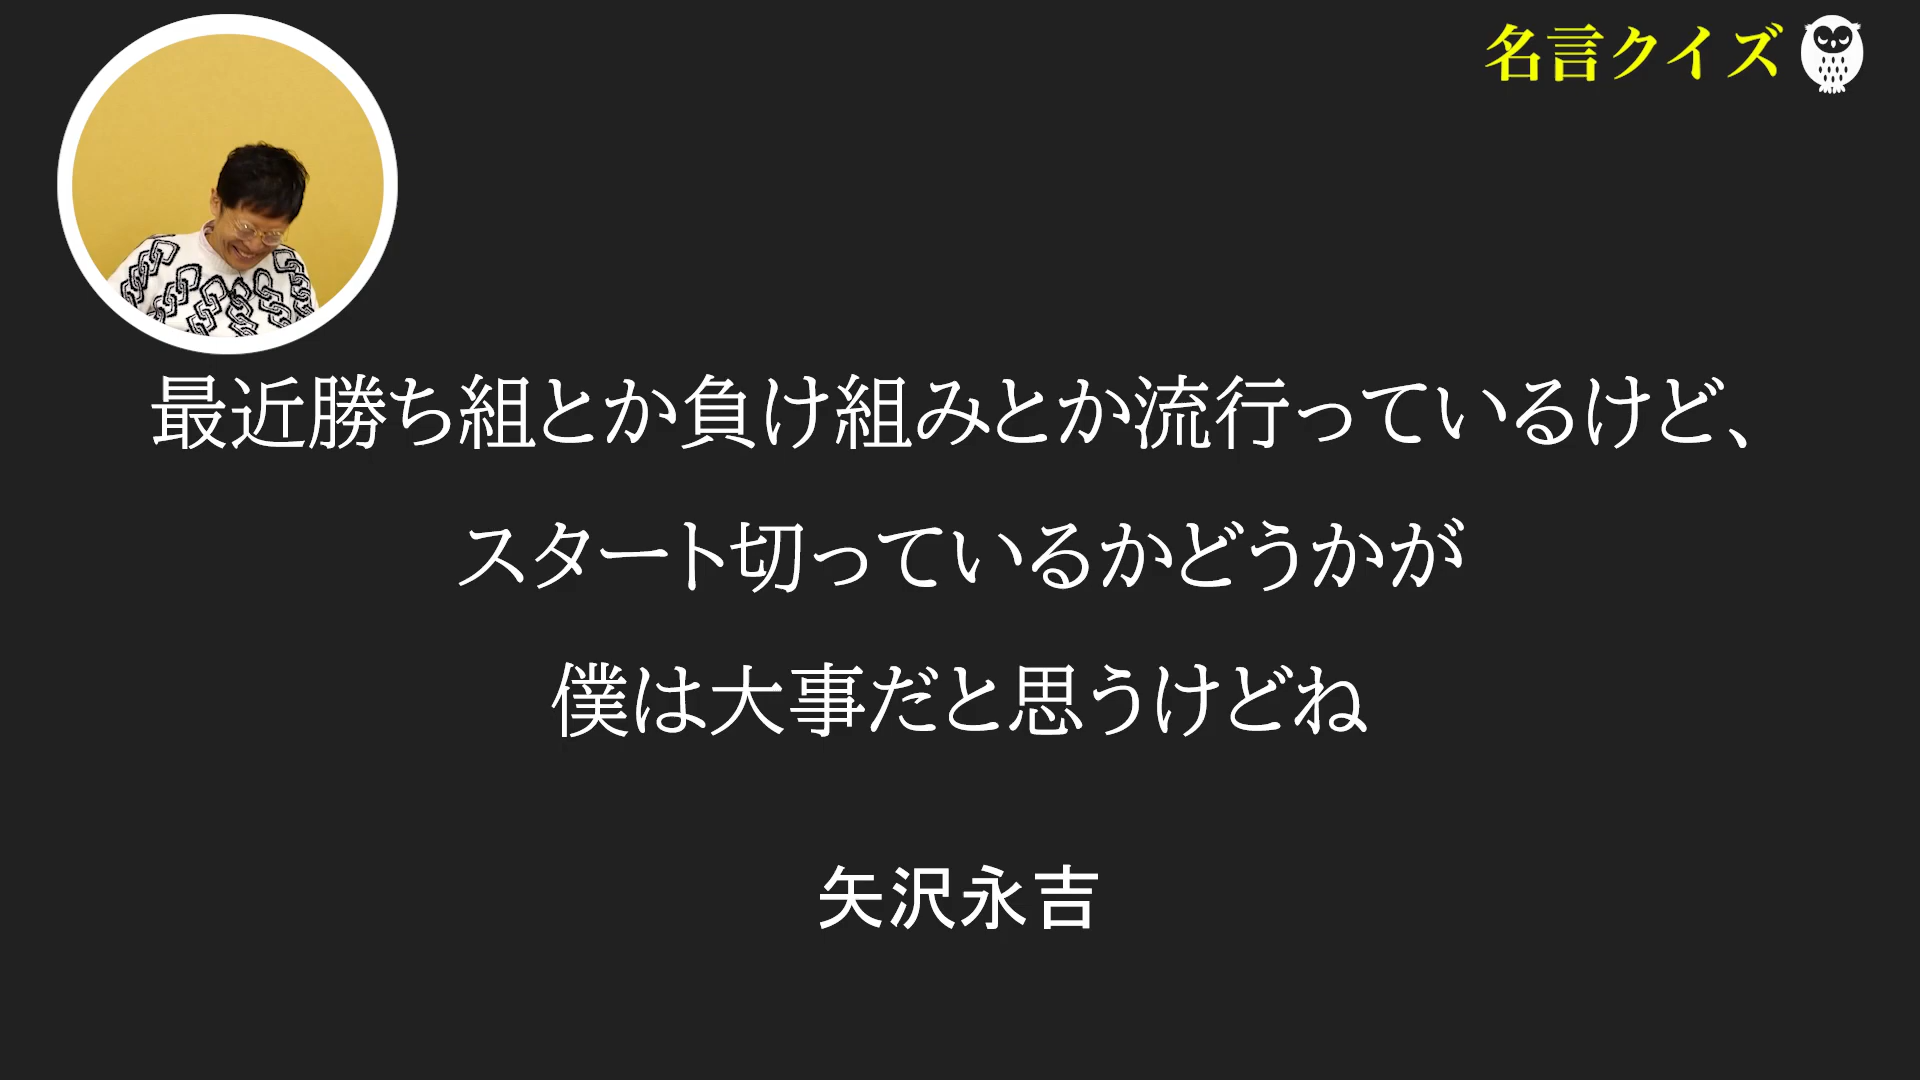 名言クイズ
最近勝ち組とか負け組みとか流行っているけど、
スタート切っているかどうかが
僕は大事だと思うけどね
矢沢永吉